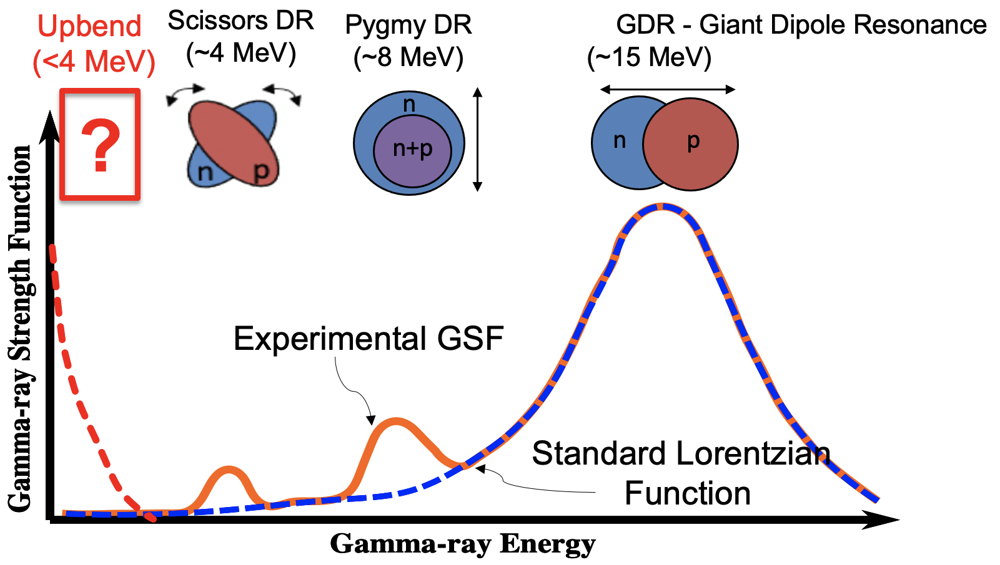 Upbend
(<4 MeV)
Scissors DR
(~4 MeV)
Pygmy DR
(~8 MeV)
GDR - Giant Dipole Resonance
(~15 MeV)
?
n
p
n
n+p
n
p
Gamma-ray Strength Function
Experimental GSF
Standard Lorentzian
Function
Gamma-ray Energy